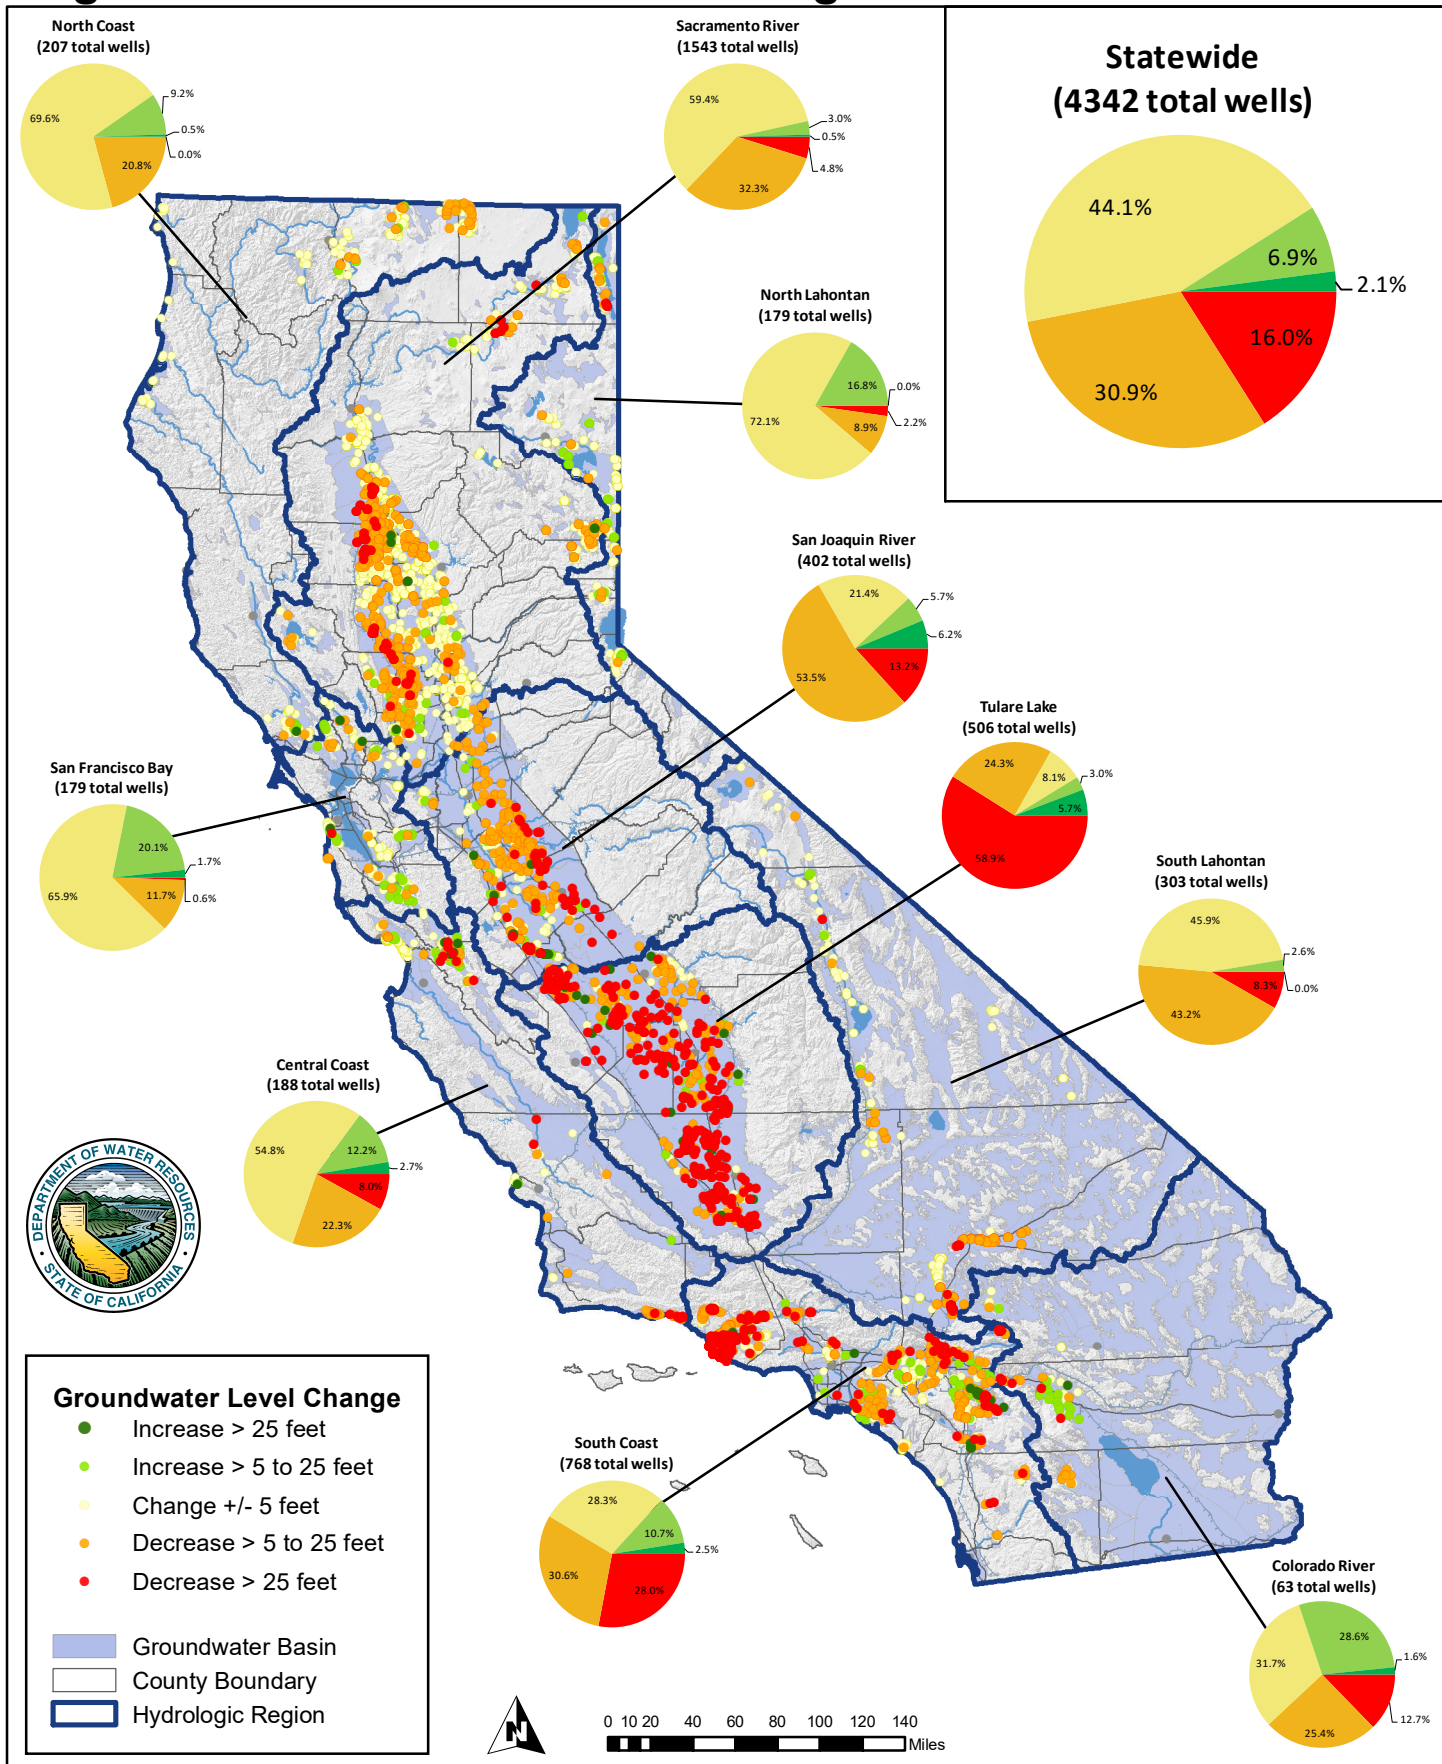 North Coast
(207 total wells)
69.6%
9.2%
0.5%
0.0%
20.8%
Sacramento River
(1543 total wells)
59.4%
3.0%
0.5%
4.8%
32.3%
Statewide
(4342 total wells)
44.1%
6.9%
2.1%
16.0%
30.9%
North Lahontan
(179 total wells)
16.8%
0.0%
2.2%
8.9%
72.1%
San Joaquin River
(402 total wells)
21.4%
5.7%
6.2%
13.2%
53.5%
Tulare Lake
(506 total wells)
24.3%
8.1%
3.0%
5.7%
58.9%
San Francisco Bay
(179 total wells)
20.1%
1.7%
0.6%
11.7%
65.9%
South Lahontan
(303 total wells)
45.9%
2.6%
0.0%
8.3%
43.2%
Central Coast
(188 total wells)
54.8%
12.2%
2.7%
8.0%
22.3%
DEPARTMENT OF WATER RESOURCES
STATE OF CALIFORNIA
Groundwater Level Change
Increase > 25 feet
Increase > 5 to 25 feet
Change +/- 5 feet
Decrease > 5 to 25 feet
Decrease > 25 feet
Groundwater Basin
County Boundary
Hydrologic Region
South Coast
(768 total wells)
28.3%
10.7%
2.5%
28.0%
30.6%
Colorado River
(63 total wells)
28.6%
1.6%
12.7%
25.4%
31.7%
N
0 10 20 40 60 80 100 120 140
Miles